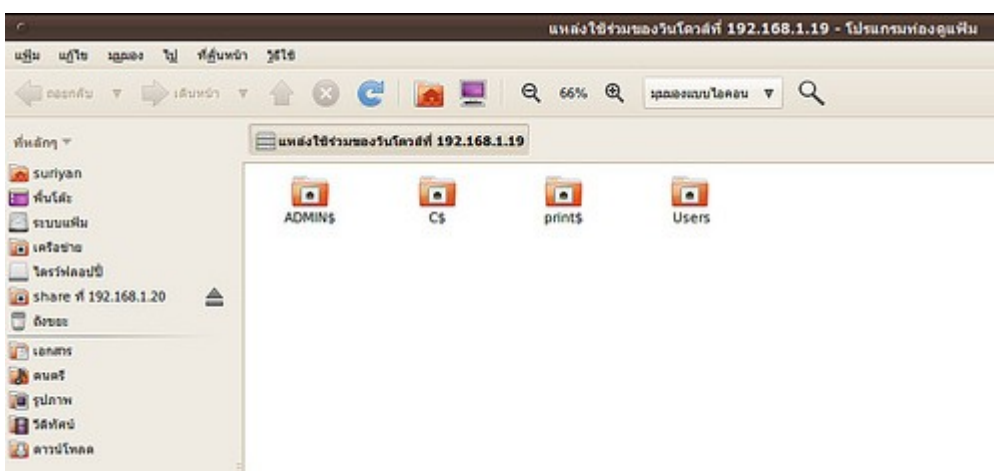 แหล่งใช้ร่วมของวินโดวส์ที่ 192.168.1.19 - โปรแกรมท่องดูแฟ้ม
แฟ้ม แก้ไข มุมมอง ไป ที่คั่นหน้า วิธีใช้
ถอยกลับ เดินหน้า 66% มุมมองแบบไอคอน
ที่หลักๆ
แหล่งใช้ร่วมของวินโดวส์ที่ 192.168.1.19
suriyan
พื้นโต๊ะ
ระบบแฟ้ม
เครือข่าย
ไดรว์ฟลอปปี้
share ที่ 192.168.1.20
ถังขยะ
เอกสาร
ดนตรี
รูปภาพ
วีดิทัศน์
ดาวน์โหลด
ADMIN$ C$ print$ Users